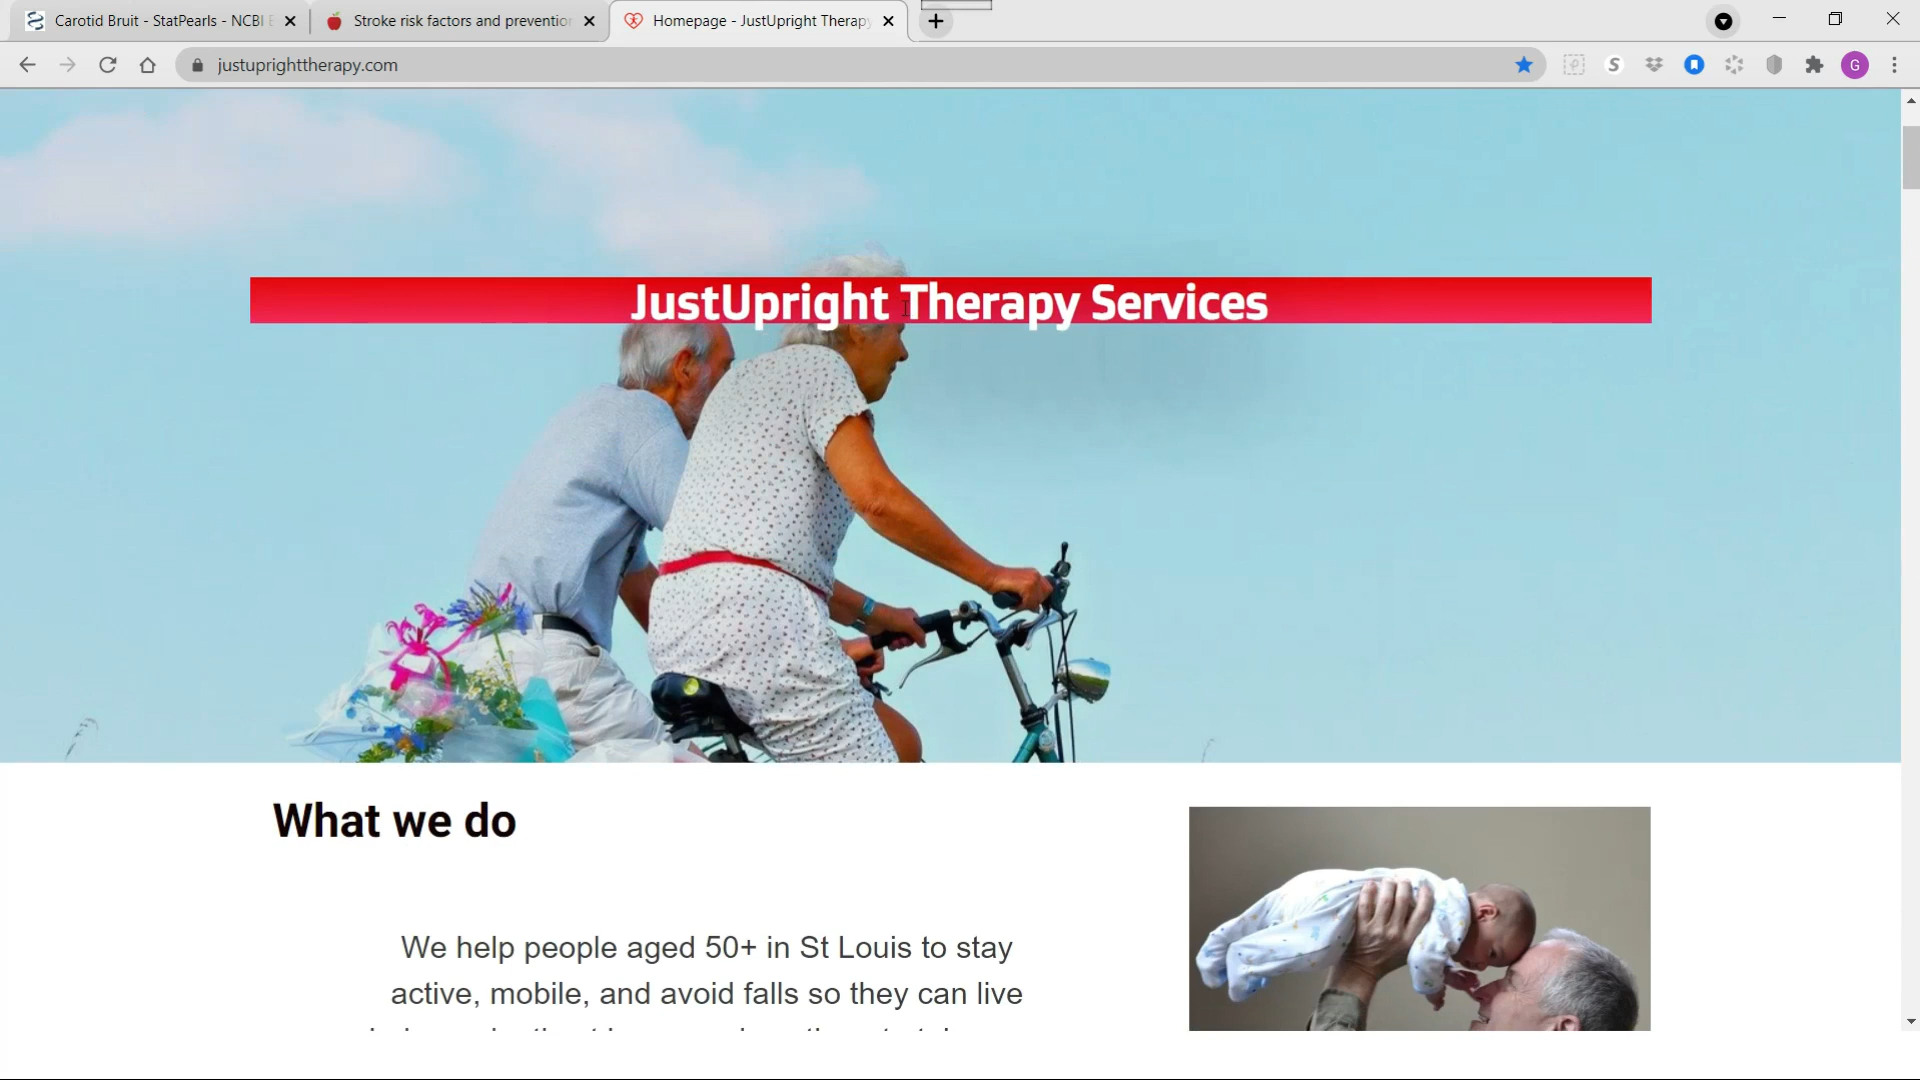 Carotid Bruit - StatPearls - NCBI
Stroke risk factors and prevention
Homepage - JustUpright Therapy
justuprighttherapy.com
S
G
JustUpright Therapy Services
What we do
We help people aged 50+ in St Louis to stay
active, mobile, and avoid falls so they can live